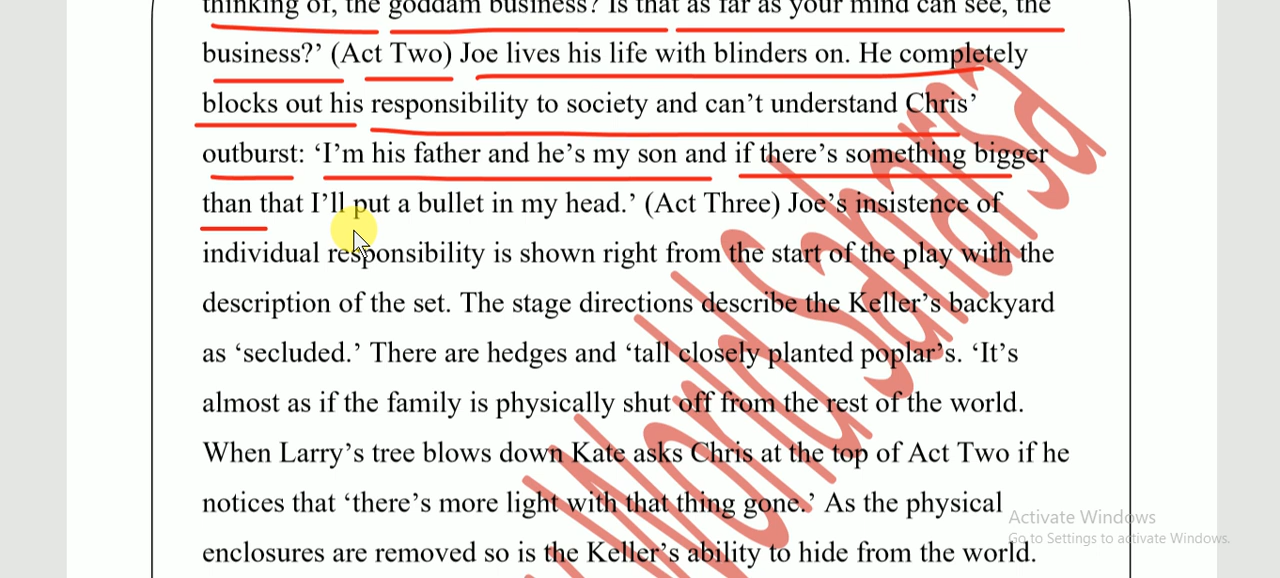 thinking of, the goddam business? Is that as far as your mind can see, the
business?’ (Act Two) Joe lives his life with blinders on. He completely
blocks out his responsibility to society and can’t understand Chris’
outburst: ‘I’m his father and he’s my son and if there’s something bigger
than that I’ll put a bullet in my head.’ (Act Three) Joe’s insistence of
individual responsibility is shown right from the start of the play with the
description of the set. The stage directions describe the Keller’s backyard
as ‘secluded.’ There are hedges and ‘tall closely planted poplar’s. ‘It’s
almost as if the family is physically shut off from the rest of the world.
When Larry’s tree blows down Kate asks Chris at the top of Act Two if he
notices that ‘there’s more light with that thing gone.’ As the physical
enclosures are removed so is the Keller’s ability to hide from the world.
World Sahara
Activate Windows
Go to Settings to activate Windows.